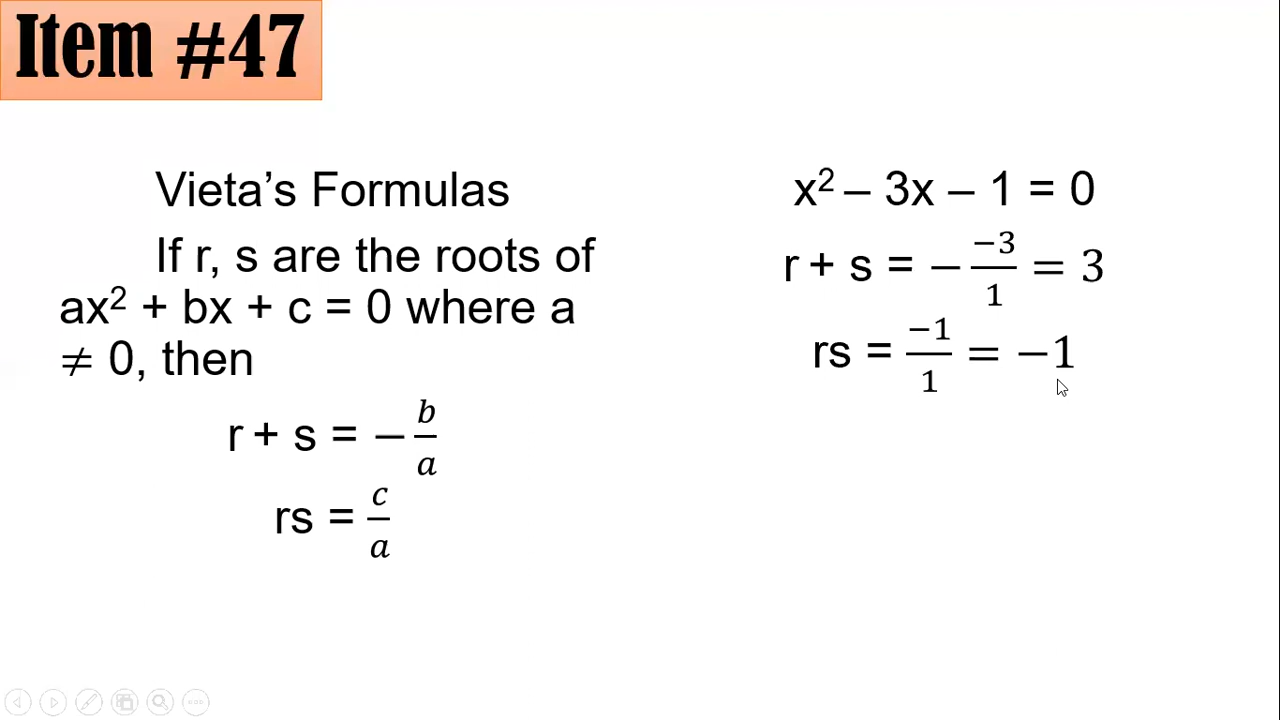 Item #47
Vieta’s Formulas
If r, s are the roots of
ax² + bx + c = 0 where a
≠ 0, then
r + s = −b/a
rs = c/a
x² – 3x – 1 = 0
r + s = −−3/1 = 3
rs = −1/1 = −1